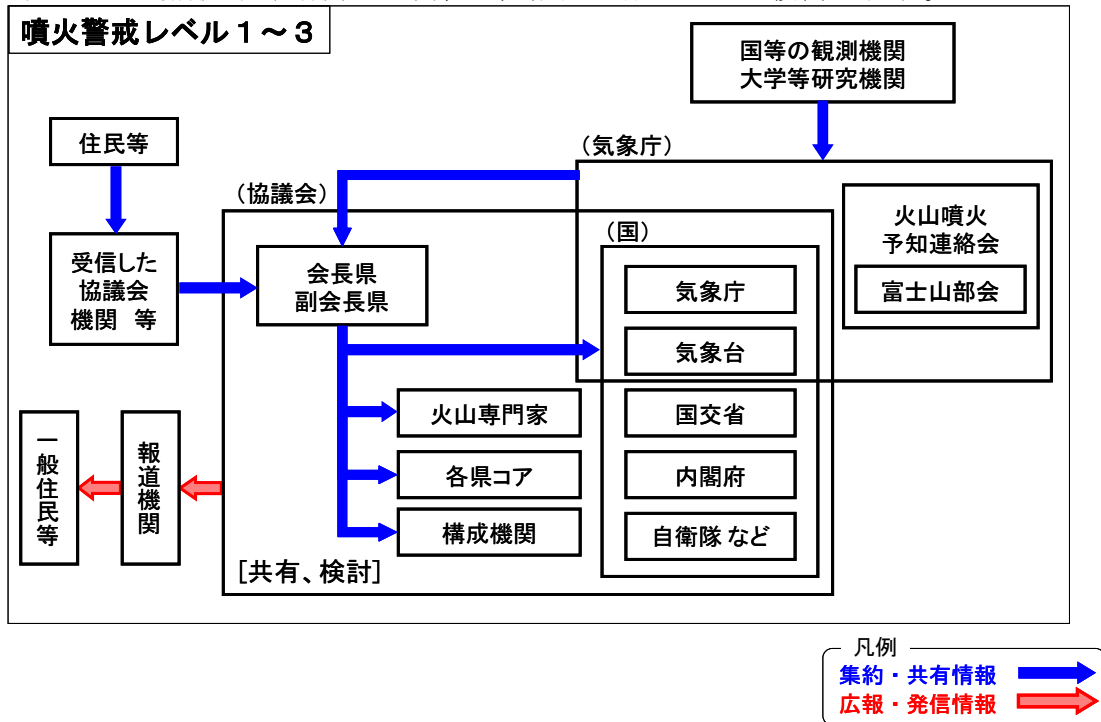 噴火警戒レベル１～３
国等の観測機関
大学等研究機関
住民等
（気象庁）
（協議会）
火山噴火
予知連絡会
富士山部会
（国）
受信した
協議会
機関　等
会長県
副会長県
気象庁
気象台
火山専門家
国交省
一般住民等
報道機関
各県コア
内閣府
構成機関
自衛隊 など
［共有、検討］
凡例
集約・共有情報
広報・発信情報